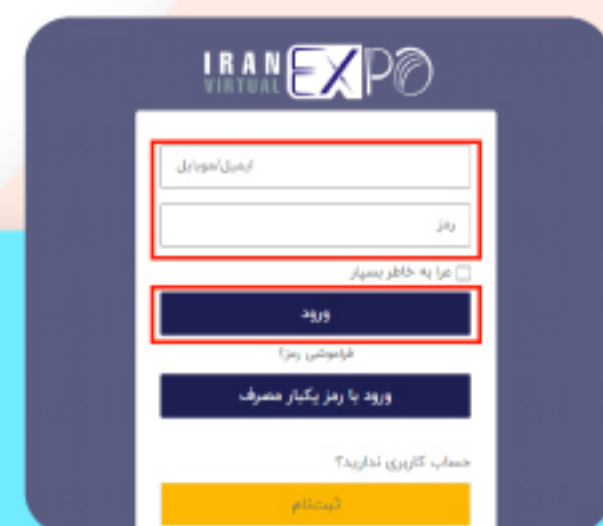 IRAN EXPO
VIRTUAL
ایمیل/موبایل
رمز
مرا به خاطر بسپار
ورود
فراموشی رمز؟
ورود با رمز یکبار مصرف
حساب کاربری ندارید؟
ثبت‌نام